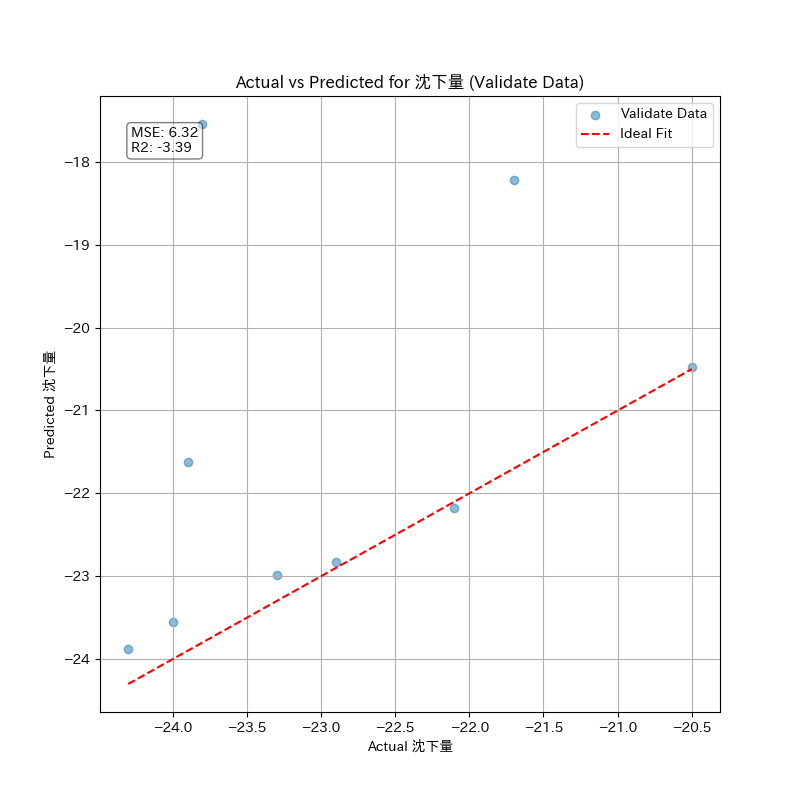 Actual vs Predicted for 沈下量 (Validate Data)
MSE: 6.32
R2: -3.39
Validate Data
Ideal Fit
Predicted 沈下量
−18
−19
−20
−21
−22
−23
−24
−24.0 −23.5 −23.0 −22.5 −22.0 −21.5 −21.0 −20.5
Actual 沈下量